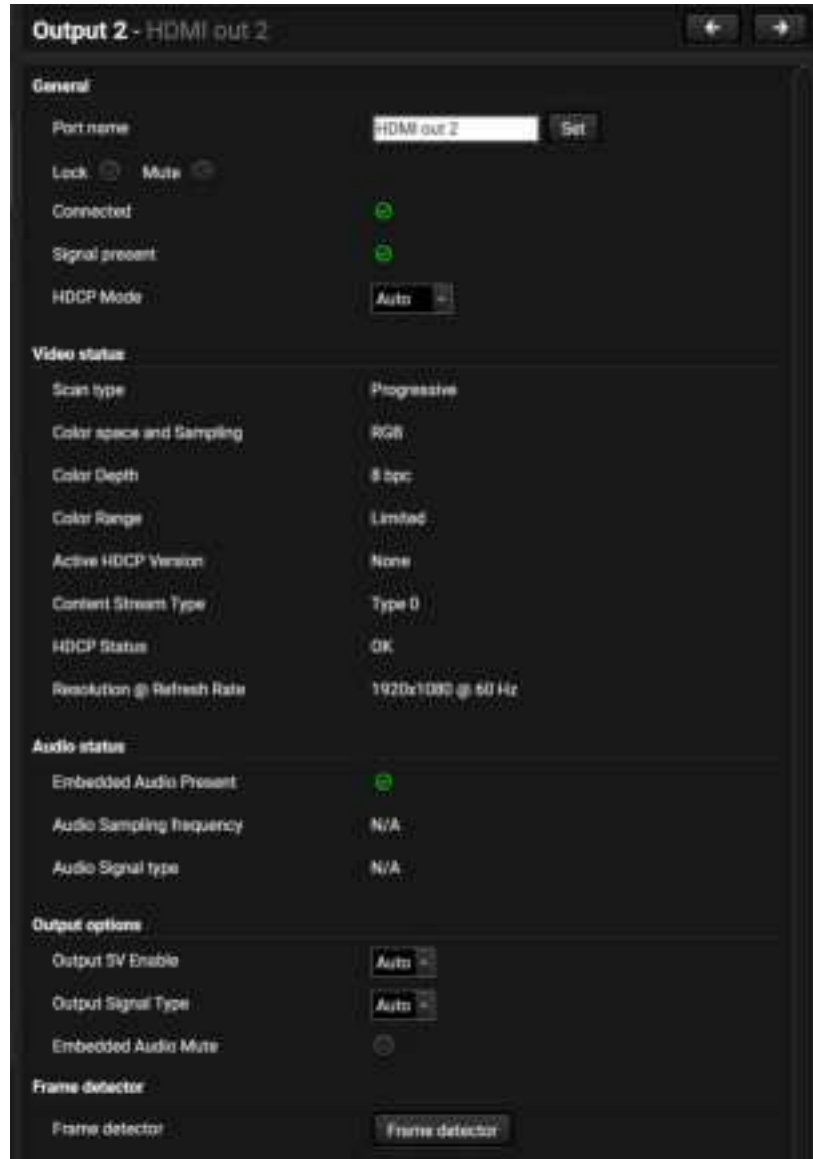 Output 2 - HDMI out 2
General
Port name HDMI out 2 Set
Lock Mute
Connected
Signal present
HDCP Mode Auto
Video status
Scan type Progressive
Color space and Sampling RGB
Color Depth 8 bpc
Color Range Limited
Active HDCP Version None
Content Stream Type Type 0
HDCP Status OK
Resolution @ Refresh Rate 1920x1080 @ 60 Hz
Audio status
Embedded Audio Present
Audio Sampling frequency N/A
Audio Signal type N/A
Output options
Output 5V Enable Auto
Output Signal Type Auto
Embedded Audio Mute
Frame detector
Frame detector Frame detector